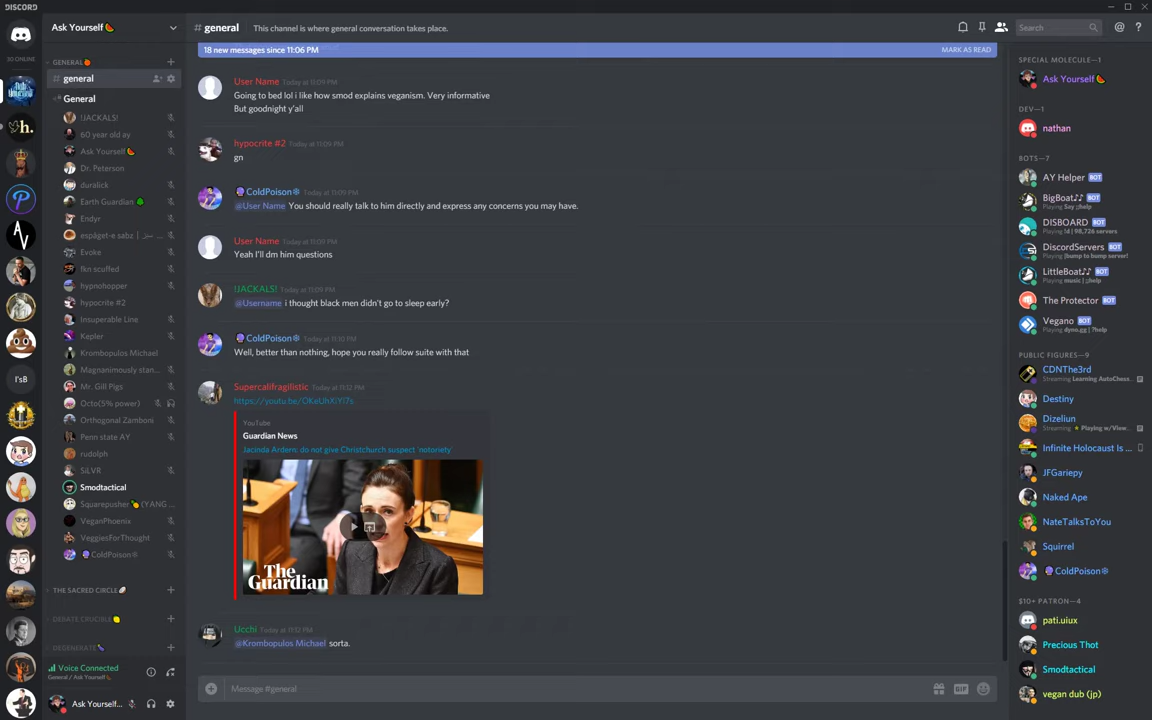 DISCORD
Ask Yourself
# general
This channel is where general conversation takes place.
Search
18 new messages since 11:06 PM
MARK AS READ
GENERAL
general
General
!JACKALS!
60 year old ay
Ask Yourself
Dr. Peterson
duralick
Earth Guardian
Endyr
espàget-e sabz |
Evoke
fkn scuffed
hypnohopper
hypocrite #2
Insuperable Line
Kepler
Krombopulos Michael
Magnanimously stan...
Mr. Gill Pigs
Octo(5% power)
Orthogonal Zamboni
Penn state AY
rudolph
SiLVR
Smodtactical
Squarepusher (YANG ...
VeganPhoenix
VeggiesForThought
ColdPoison
THE SACRED CIRCLE
DEBATE CRUCIBLE
DEGENERATE
Voice Connected
General / Ask Yourself
Ask Yourself...
h.
AV
I'sB
User Name Today at 11:09 PM
Going to bed lol i like how smod explains veganism. Very informative
But goodnight y'all
hypocrite #2 Today at 11:09 PM
gn
ColdPoison Today at 11:09 PM
@User Name You should really talk to him directly and express any concerns you may have.
User Name Today at 11:09 PM
Yeah I'll dm him questions
!JACKALS! Today at 11:09 PM
@Username i thought black men didn't go to sleep early?
ColdPoison Today at 11:10 PM
Well, better than nothing, hope you really follow suite with that
Supercalifragilistic Today at 11:12 PM
YouTube
Guardian News
Jacinda Ardern: do not give Christchurch suspect 'notoriety'
The
Guardian
Ucchi Today at 11:12 PM
@Krombopulos Michael sorta.
Message #general
GIF
SPECIAL MOLECULE—1
Ask Yourself
DEV—1
nathan
BOTS—7
AY Helper BOT
BigBoat♪♪ BOT
Playing $ay ;;help
DISBOARD BOT
Playing !d | 98,726 servers
DiscordServers BOT
Playing !bump to bump server!
LittleBoat♪♪ BOT
Playing music | ;;help
The Protector BOT
Vegano BOT
Playing dyno.gg | ?help
PUBLIC FIGURES—9
CDNThe3rd
Streaming Learning AutoChess...
Destiny
Dizeliun
Streaming Playing w/View...
Infinite Holocaust Is ...
JFGariepy
Naked Ape
NateTalksToYou
Squirrel
ColdPoison
$10+ PATRON—4
pati.uiux
Precious Thot
Smodtactical
vegan dub (jp)